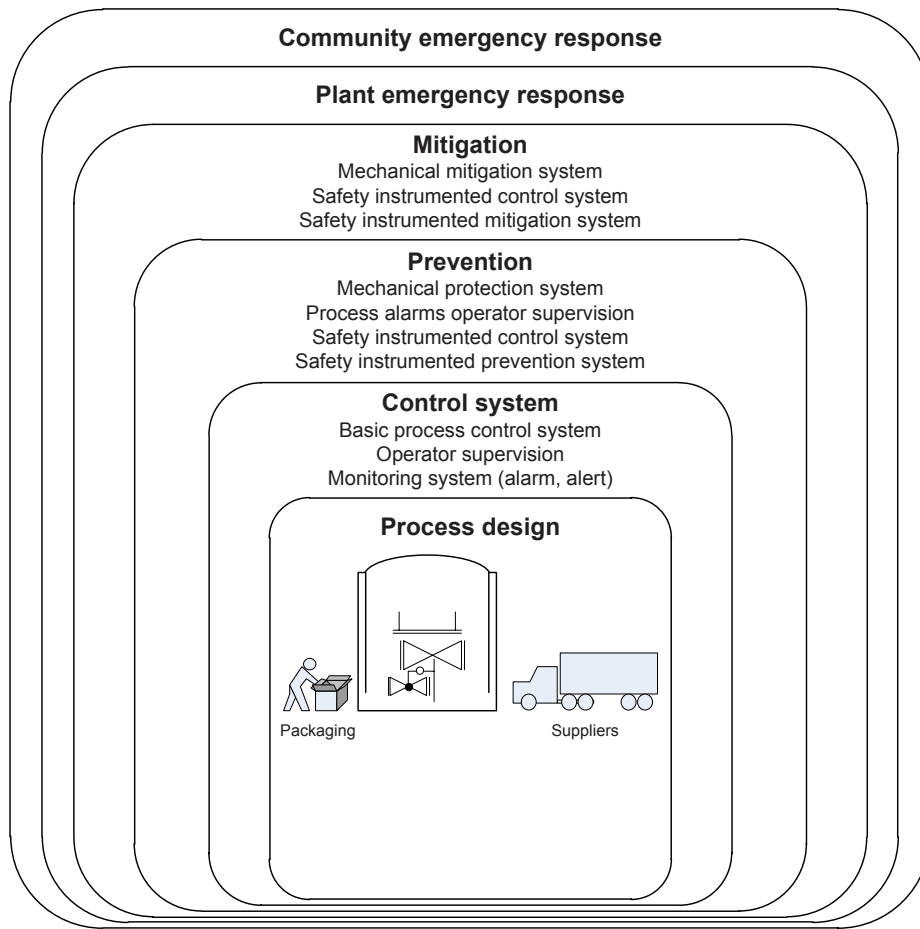 Community emergency response
Plant emergency response
Mitigation
Mechanical mitigation system
Safety instrumented control system
Safety instrumented mitigation system
Prevention
Mechanical protection system
Process alarms operator supervision
Safety instrumented control system
Safety instrumented prevention system
Control system
Basic process control system
Operator supervision
Monitoring system (alarm, alert)
Process design
Packaging
Suppliers